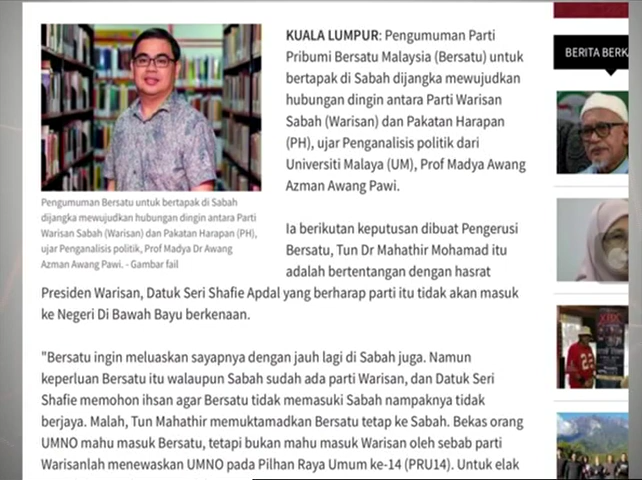 KUALA LUMPUR: Pengumuman Parti
Pribumi Bersatu Malaysia (Bersatu) untuk
bertapak di Sabah dijangka mewujudkan
hubungan dingin antara Parti Warisan
Sabah (Warisan) dan Pakatan Harapan
(PH), ujar Penganalisis politik dari
Universiti Malaya (UM), Prof Madya Awang
Azman Awang Pawi.
Pengumuman Bersatu untuk bertapak di Sabah
dijangka mewujudkan hubungan dingin antara Parti
Warisan Sabah (Warisan) dan Pakatan Harapan (PH),
ujar Penganalisis politik, Prof Madya Dr Awang
Azman Awang Pawi. - Gambar fail
Ia berikutan keputusan dibuat Pengerusi
Bersatu, Tun Dr Mahathir Mohamad itu
adalah bertentangan dengan hasrat
Presiden Warisan, Datuk Seri Shafie Apdal yang berharap parti itu tidak akan masuk
ke Negeri Di Bawah Bayu berkenaan.
"Bersatu ingin meluaskan sayapnya dengan jauh lagi di Sabah juga. Namun
keperluan Bersatu itu walaupun Sabah sudah ada parti Warisan, dan Datuk Seri
Shafie memohon ihsan agar Bersatu tidak memasuki Sabah nampaknya tidak
berjaya. Malah, Tun Mahathir memuktamadkan Bersatu tetap ke Sabah. Bekas orang
UMNO mahu masuk Bersatu, tetapi bukan mahu masuk Warisan oleh sebab parti
Warisanlah menewaskan UMNO pada Pilihan Raya Umum ke-14 (PRU14). Untuk elak
BERITA BERKA